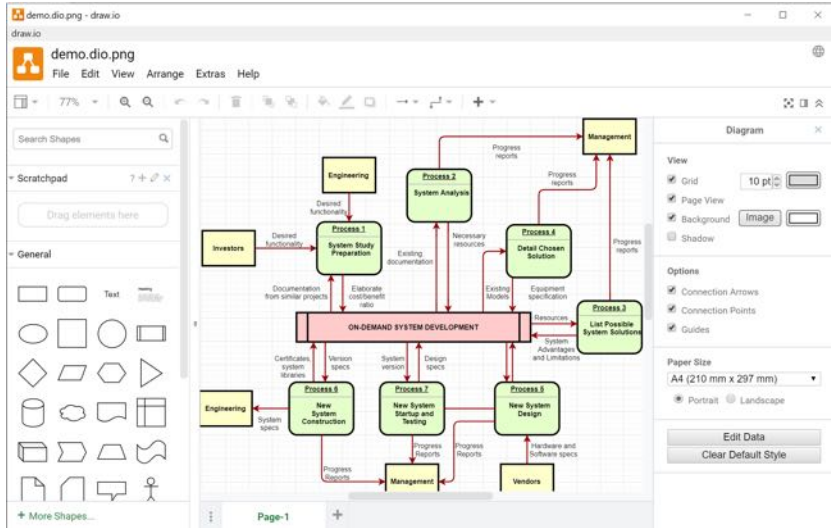 demo.dio.png - draw.io
draw.io
demo.dio.png
File Edit View Arrange Extras Help
77%
Search Shapes
Scratchpad
?
Drag elements here
General
Text
Heading
+ More Shapes...
Management
Progress
reports
Engineering
Process 2
System Analysis
Progress
reports
Desired
functionality
Process 1
System Study
Preparation
Investors
Desired
functionality
Necessary
resources
Existing
documentation
Process 4
Detail Chosen
Solution
Progress
reports
Documentation
from similar projects
Elaborate
cost/benefit
ratio
Existing
Models
Equipment
specification
Process 3
List Possible
System Solutions
Resources
ON-DEMAND SYSTEM DEVELOPMENT
System
Advantages
and Limitations
Certificates,
system
libraries
Version
specs
System
version
Design
specs
Process 6
New
System
Construction
Process 7
New System
Startup and
Testing
Process 5
New System
Design
Engineering
System
specs
Progress
Reports
Progress
Reports
Progress
Reports
Hardware and
Software specs
Management
Vendors
Page-1
Diagram
View
Grid
10 pt
Page View
Background
Image
Shadow
Options
Connection Arrows
Connection Points
Guides
Paper Size
A4 (210 mm x 297 mm)
Portrait Landscape
Edit Data
Clear Default Style